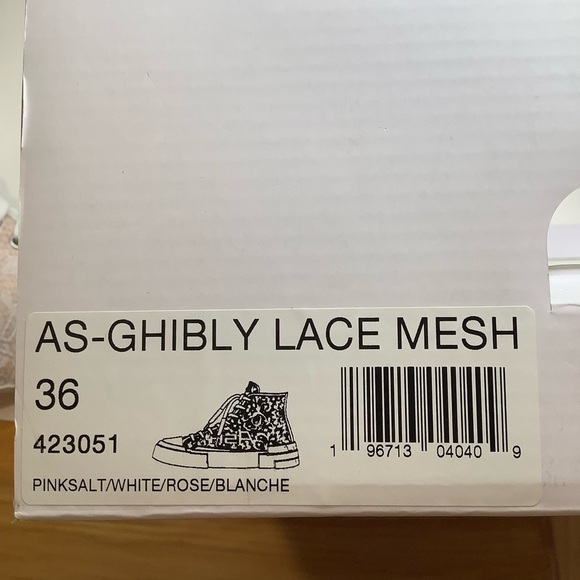 AS-GHIBLY LACE MESH
36
423051
1 96713 04040 9
PINKSALT/WHITE/ROSE/BLANCHE